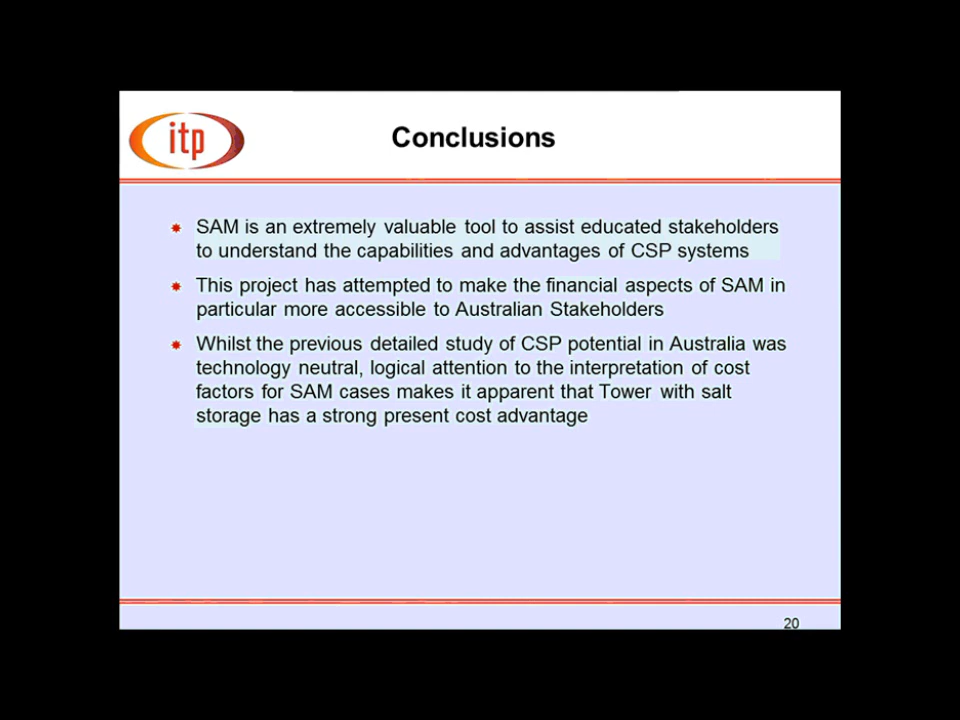 itp
Conclusions
SAM is an extremely valuable tool to assist educated stakeholders
to understand the capabilities and advantages of CSP systems
This project has attempted to make the financial aspects of SAM in
particular more accessible to Australian Stakeholders
Whilst the previous detailed study of CSP potential in Australia was
technology neutral, logical attention to the interpretation of cost
factors for SAM cases makes it apparent that Tower with salt
storage has a strong present cost advantage
20